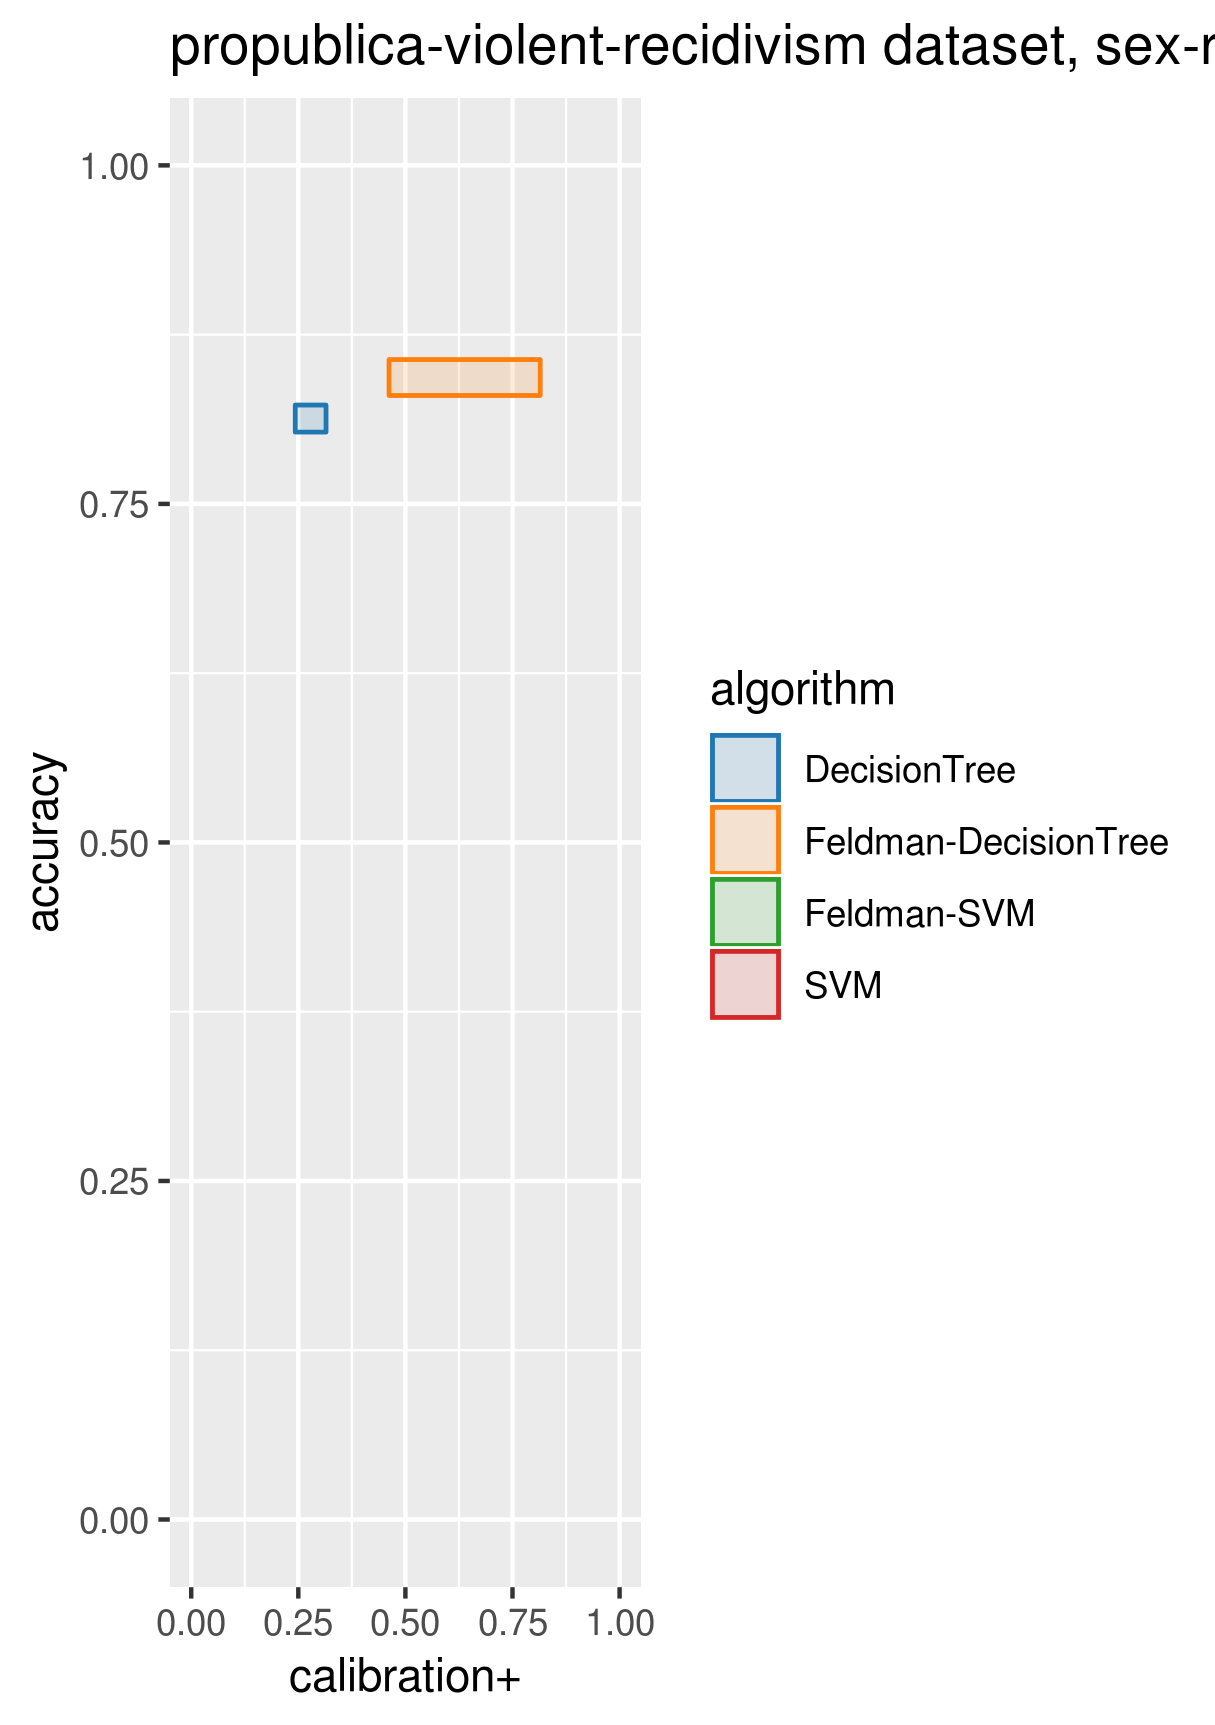 propublica-violent-recidivism dataset, sex-r
1.00
0.75
0.50
0.25
0.00
accuracy
0.00 0.25 0.50 0.75 1.00
calibration+
algorithm
DecisionTree
Feldman-DecisionTree
Feldman-SVM
SVM